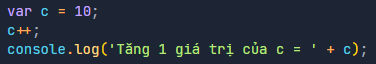 var c = 10;
c++;
console.log('Tăng 1 giá trị của c = ' + c);